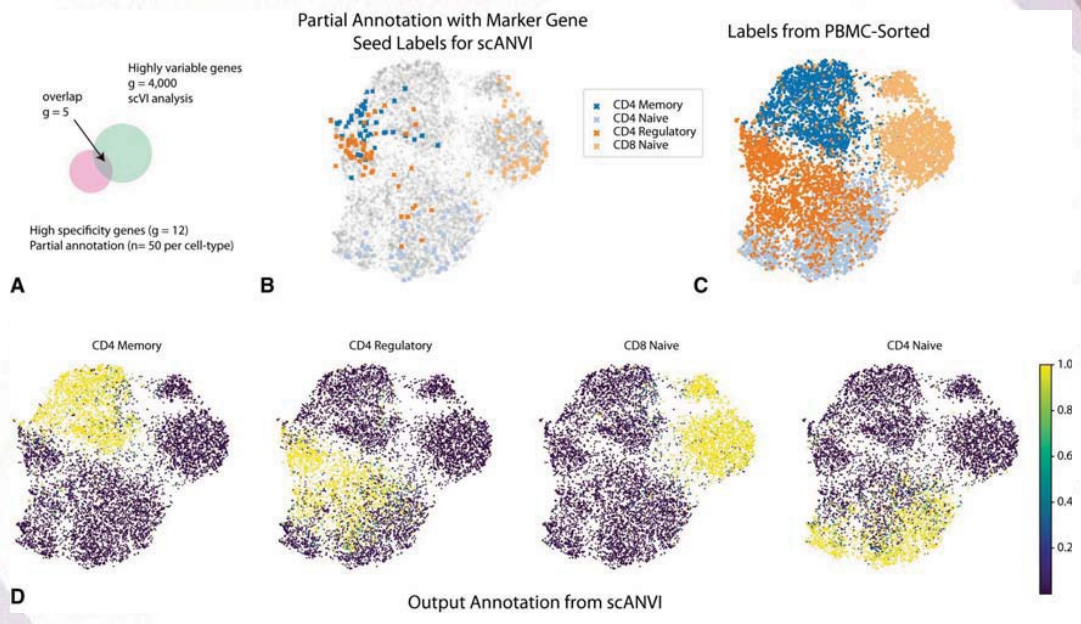 Partial Annotation with Marker Gene
Seed Labels for scANVI
Labels from PBMC-Sorted
Highly variable genes
g = 4,000
scVI analysis
overlap
g = 5
High specificity genes (g = 12)
Partial annotation (n= 50 per cell-type)
CD4 Memory
CD4 Naive
CD4 Regulatory
CD8 Naive
A
B
C
CD4 Memory
CD4 Regulatory
CD8 Naive
CD4 Naive
1.0
0.8
0.6
0.4
0.2
D
Output Annotation from scANVI